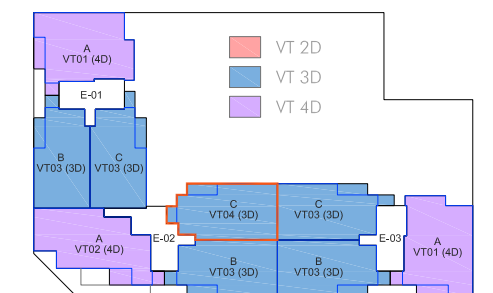 A
VT01 (4D)
VT 2D
VT 3D
VT 4D
E-01
B
VT03 (3D)
C
VT03 (3D)
C
VT04 (3D)
C
VT03 (3D)
A
VT02 (4D)
E-02
E-03
A
VT01 (4D)
B
VT03 (3D)
B
VT03 (3D)